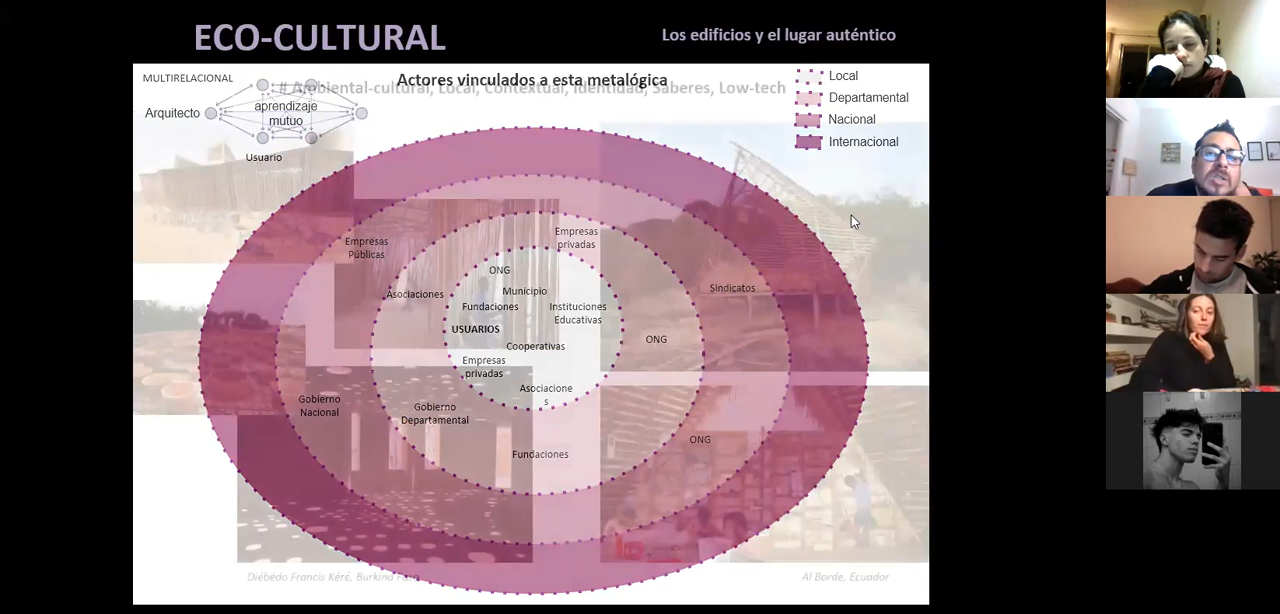 ECO-CULTURAL
Los edificios y el lugar auténtico
MULTIRELACIONAL
Actores vinculados a esta metalógica
# Ambiental-cultural, Local, Contextual, Identidad, Saberes, Low-tech
Arquitecto
aprendizaje
mutuo
Usuario
Local
Departamental
Nacional
Internacional
Empresas
Públicas
Empresas
privadas
ONG
Asociaciones
Municipio
Fundaciones
Instituciones
Educativas
Sindicatos
USUARIOS
Cooperativas
ONG
Empresas
privadas
Asociacione
s
Gobierno
Nacional
Gobierno
Departamental
ONG
Fundaciones
Diébédo Francis Kéré, Burkina Faso
Al Borde, Ecuador